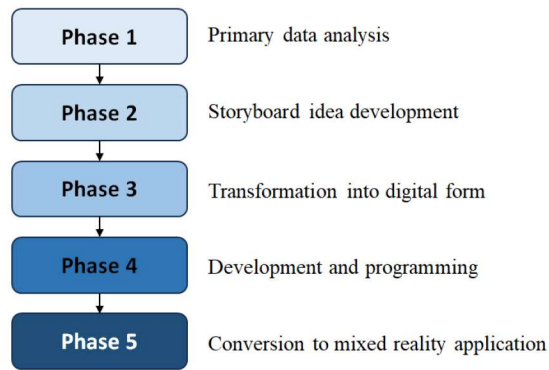 Phase 1 Primary data analysis
Phase 2 Storyboard idea development
Phase 3 Transformation into digital form
Phase 4 Development and programming
Phase 5 Conversion to mixed reality application